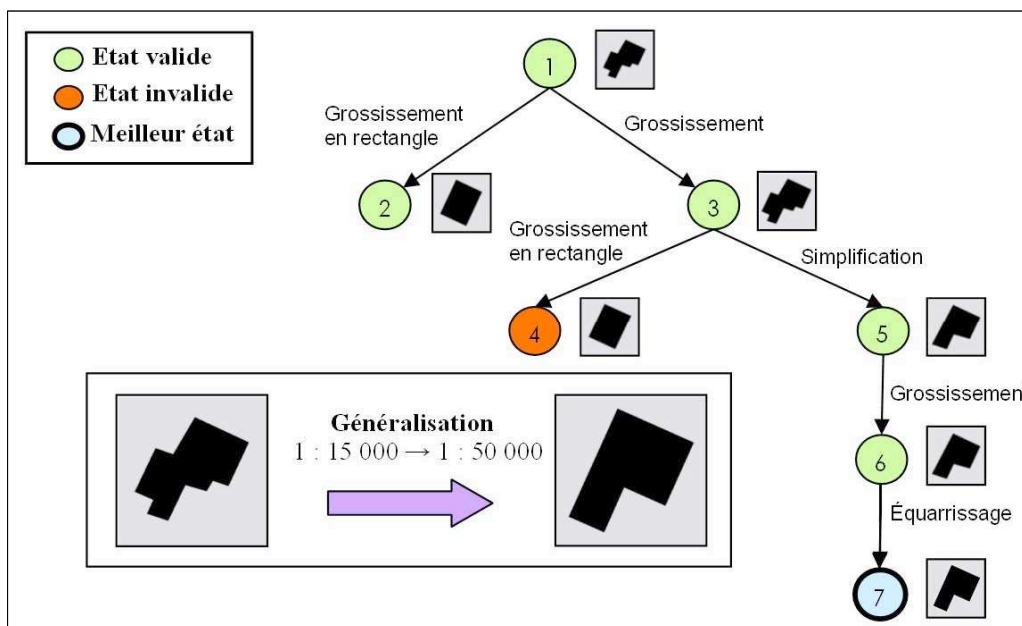 Etat valide
Etat invalide
Meilleur état
1
Grossissement
en rectangle
Grossissement
2
3
Grossissement
en rectangle
Simplification
4
5
Généralisation
1 : 15 000 → 1 : 50 000
Grossissement
6
Équarrissage
7